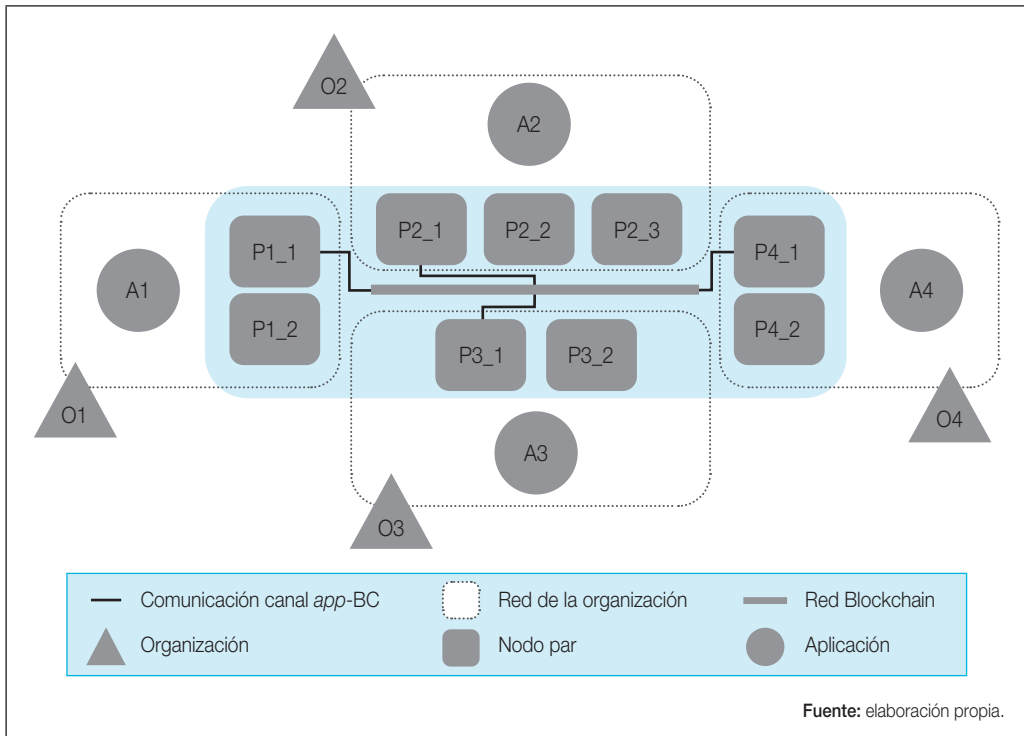 O2
A2
P1_1
P2_1
P2_2
P2_3
P4_1
A1
A4
P1_2
P3_1
P3_2
P4_2
O1
O4
A3
O3
Comunicación canal app-BC
Red de la organización
Red Blockchain
Organización
Nodo par
Aplicación
Fuente: elaboración propia.